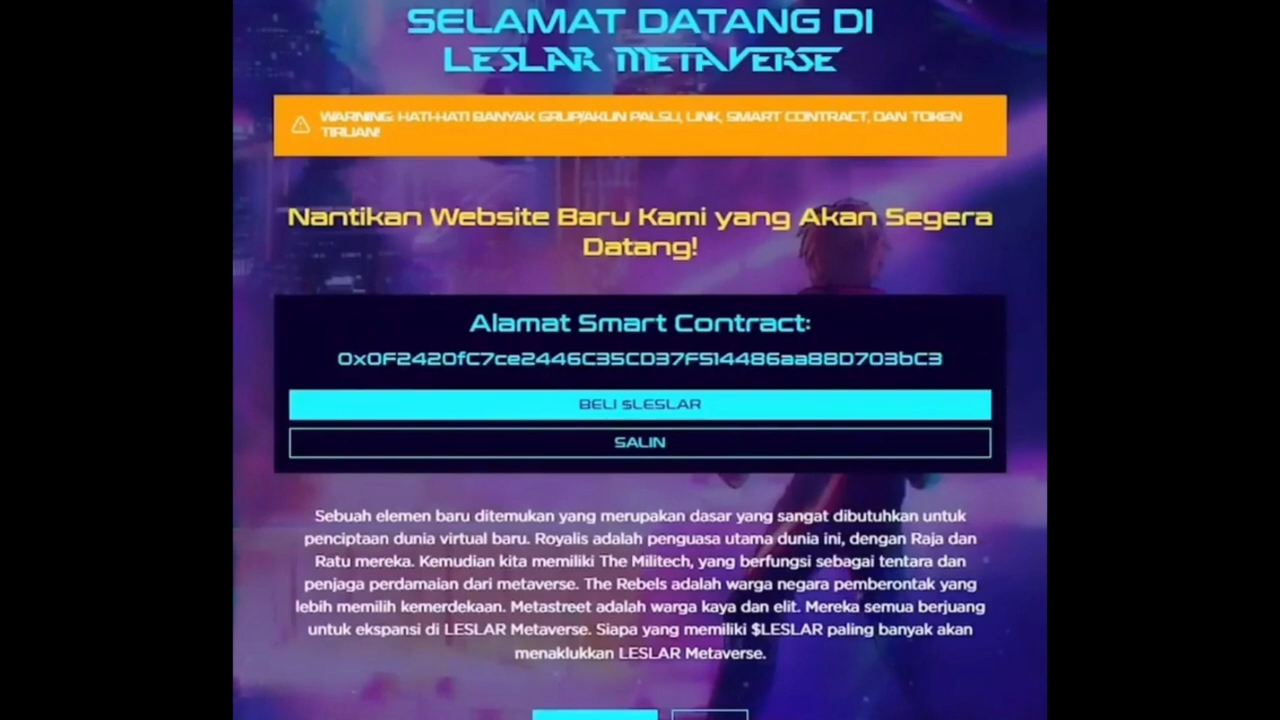 SELAMAT DATANG DI
LESLAR METAVERSE
WARNING: HATI-HATI BANYAK GRUP/AKUN PALSU, LINK, SMART CONTRACT, DAN TOKEN
TIRUAN!
Nantikan Website Baru Kami yang Akan Segera
Datang!
Alamat Smart Contract:
0x0F2420fC7ce2446C35CD37F514486aa88D703bC3
BELI $LESLAR
SALIN
Sebuah elemen baru ditemukan yang merupakan dasar yang sangat dibutuhkan untuk
penciptaan dunia virtual baru. Royalis adalah penguasa utama dunia ini, dengan Raja dan
Ratu mereka. Kemudian kita memiliki The Militech, yang berfungsi sebagai tentara dan
penjaga perdamaian dari metaverse. The Rebels adalah warga negara pemberontak yang
lebih memilih kemerdekaan. Metastreet adalah warga kaya dan elit. Mereka semua berjuang
untuk ekspansi di LESLAR Metaverse. Siapa yang memiliki $LESLAR paling banyak akan
menaklukkan LESLAR Metaverse.